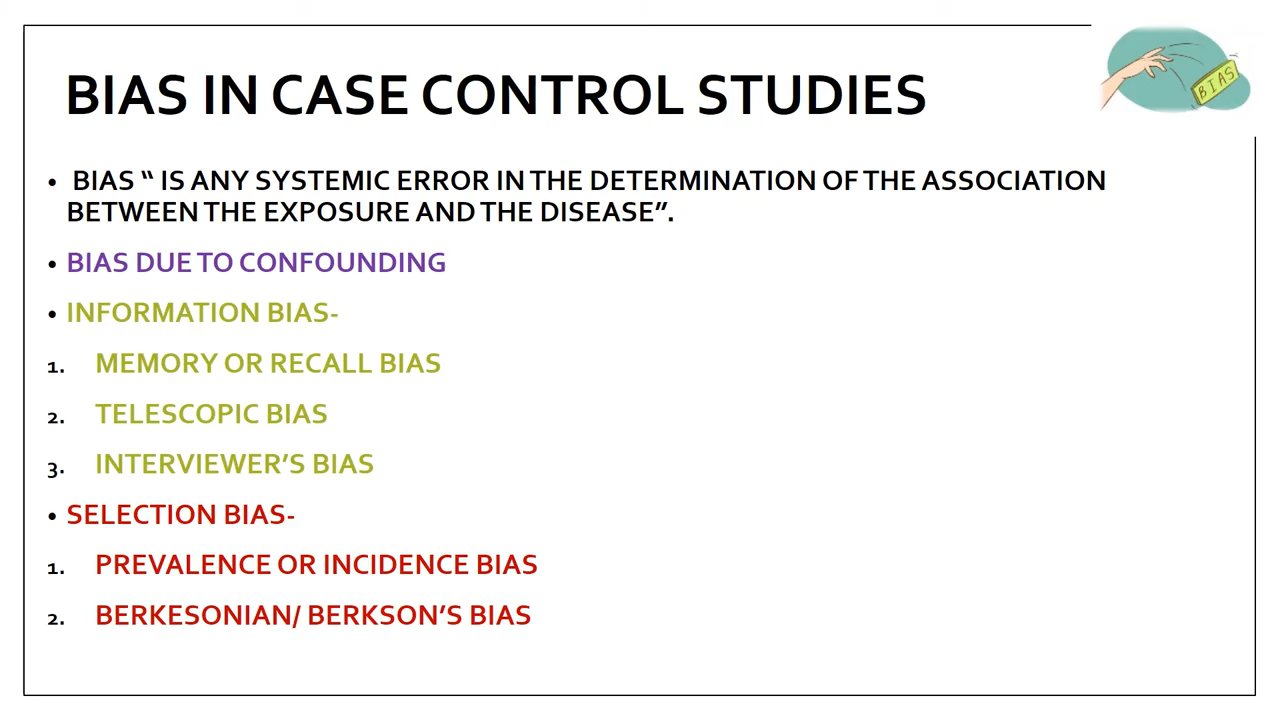 BIAS IN CASE CONTROL STUDIES
BIAS
• BIAS “ IS ANY SYSTEMIC ERROR IN THE DETERMINATION OF THE ASSOCIATION
BETWEEN THE EXPOSURE AND THE DISEASE”.
• BIAS DUE TO CONFOUNDING
• INFORMATION BIAS-
1. MEMORY OR RECALL BIAS
2. TELESCOPIC BIAS
3. INTERVIEWER’S BIAS
• SELECTION BIAS-
1. PREVALENCE OR INCIDENCE BIAS
2. BERKESONIAN/ BERKSON’S BIAS